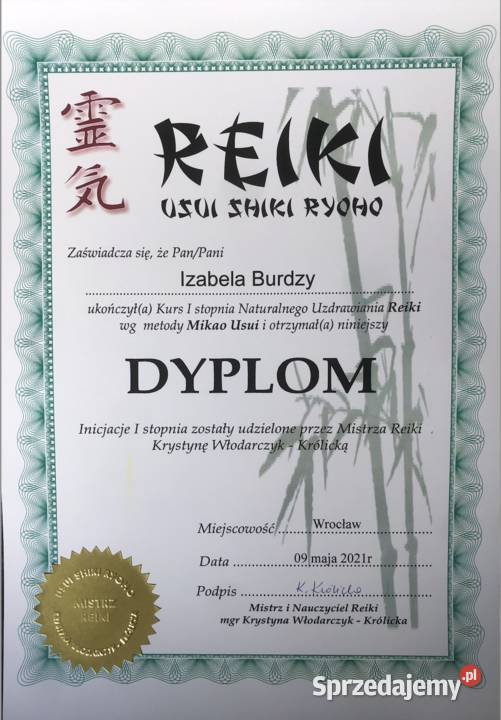 靈
気
REIKI
USUI SHIKI RYOHO
Zaświadcza się, że Pan/Pani
Izabela Burdzy
ukończył(a) Kurs I stopnia Naturalnego Uzdrawiania Reiki
wg metody Mikao Usui i otrzymał(a) niniejszy
DYPLOM
Inicjacje I stopnia zostały udzielone przez Mistrza Reiki
Krystynę Włodarczyk - Królicką
Miejscowość Wrocław
Data 09 maja 2021r
Podpis K. Królicka
Mistrz i Nauczyciel Reiki
mgr Krystyna Włodarczyk - Królicka
USUI SHIKI RYOHO
MISTRZ
REIKI
Sprzedajemy.pl